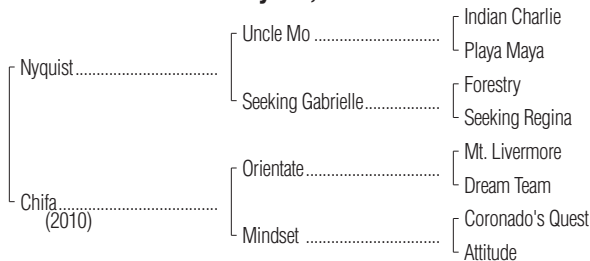 Indian Charlie
Uncle Mo
Playa Maya
Nyquist
Forestry
Seeking Gabrielle
Seeking Regina
Mt. Livermore
Orientate
Dream Team
Chifa
(2010)
Coronado's Quest
Mindset
Attitude